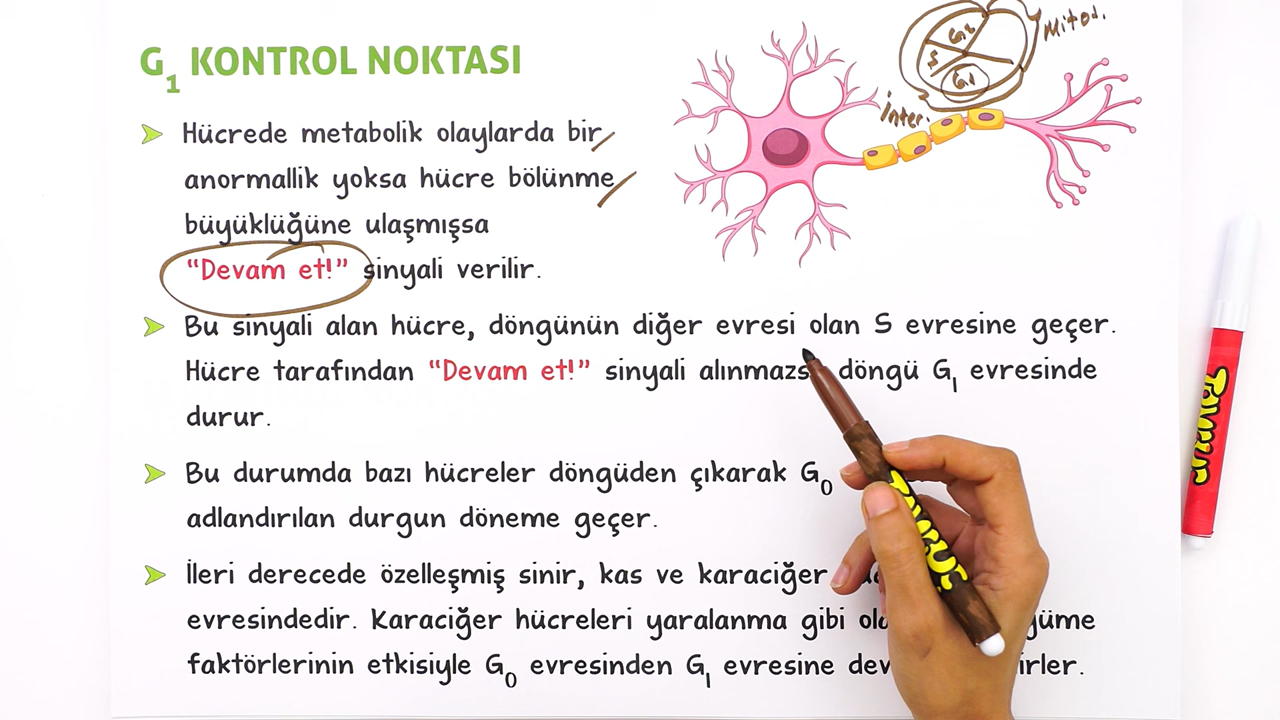 G₁ KONTROL NOKTASI
Mitoz.
G₂
S
G₁
İnter.
Hücrede metabolik olaylarda bir
anormallik yoksa hücre bölünme
büyüklüğüne ulaşmışsa
"Devam et!" sinyali verilir.
Bu sinyali alan hücre, döngünün diğer evresi olan S evresine geçer.
Hücre tarafından "Devam et!" sinyali döngü G₁ evresinde
durur.
Bu durumda bazı hücreler döngüden çıkarak G₀
adlandırılan durgun döneme geçer.
İleri derecede özelleşmiş sinir, kas ve karaciğer
evresindedir. Karaciğer hücreleri yaralanma gibi
faktörlerinin etkisiyle G₀ evresinden G₁ evresine